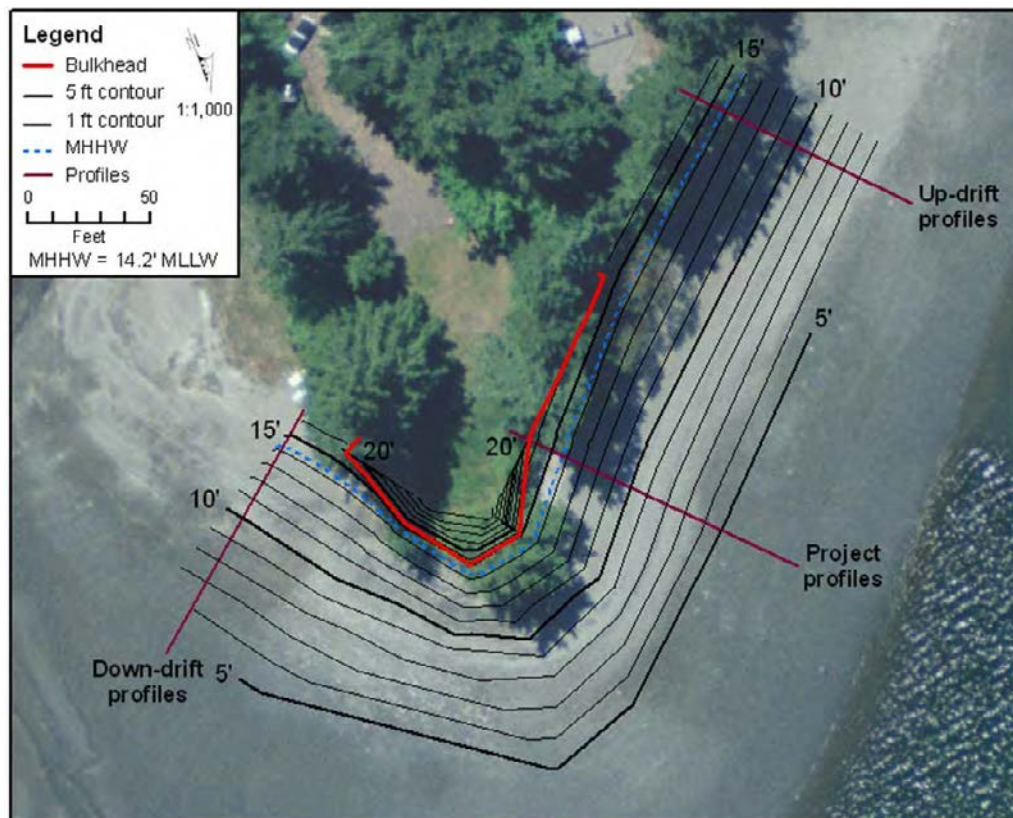 Legend
Bulkhead
5 ft contour
1 ft contour
1:1,000
MHHW
Profiles
0 50
Feet
MHHW = 14.2' MLLW
15'
10'
Up-drift
profiles
5'
15'
20'
20'
10'
Project
profiles
Down-drift
profiles
5'